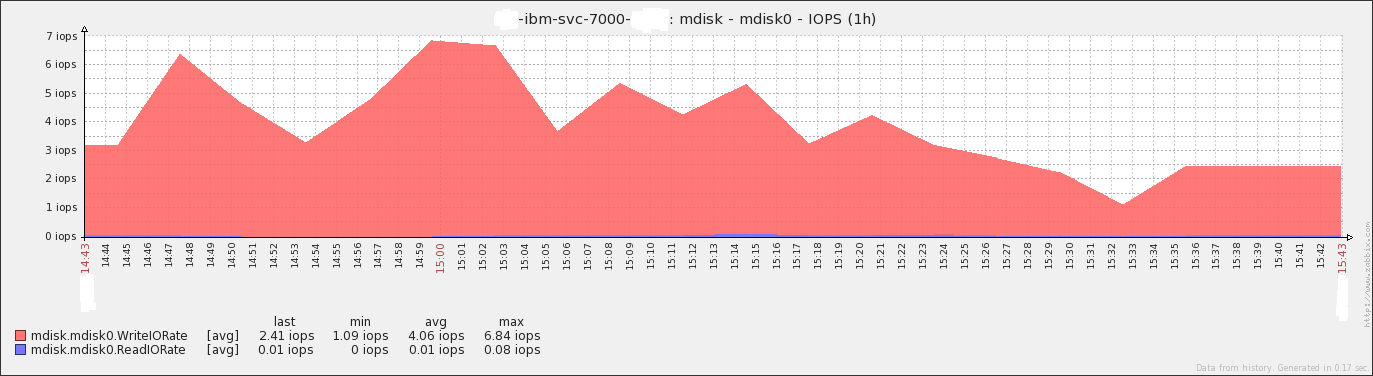 -ibm-svc-7000- : mdisk - mdisk0 - IOPS (1h)
7 iops
6 iops
5 iops
4 iops
3 iops
2 iops
1 iops
0 iops
14:43 14:44 14:45 14:46 14:47 14:48 14:49 14:50 14:51 14:52 14:53 14:54 14:55 14:56 14:57 14:58 14:59 15:00 15:01 15:02 15:03 15:04 15:05 15:06 15:07 15:08 15:09 15:10 15:11 15:12 15:13 15:14 15:15 15:16 15:17 15:18 15:19 15:20 15:21 15:22 15:23 15:24 15:25 15:26 15:27 15:28 15:29 15:30 15:31 15:32 15:33 15:34 15:35 15:36 15:37 15:38 15:39 15:40 15:41 15:42 15:43
http://www.zabbix.com
last min avg max
mdisk.mdisk0.WriteIORate [avg] 2.41 iops 1.09 iops 4.06 iops 6.84 iops
mdisk.mdisk0.ReadIORate [avg] 0.01 iops 0 iops 0.01 iops 0.08 iops
Data from history. Generated in 0.17 sec.